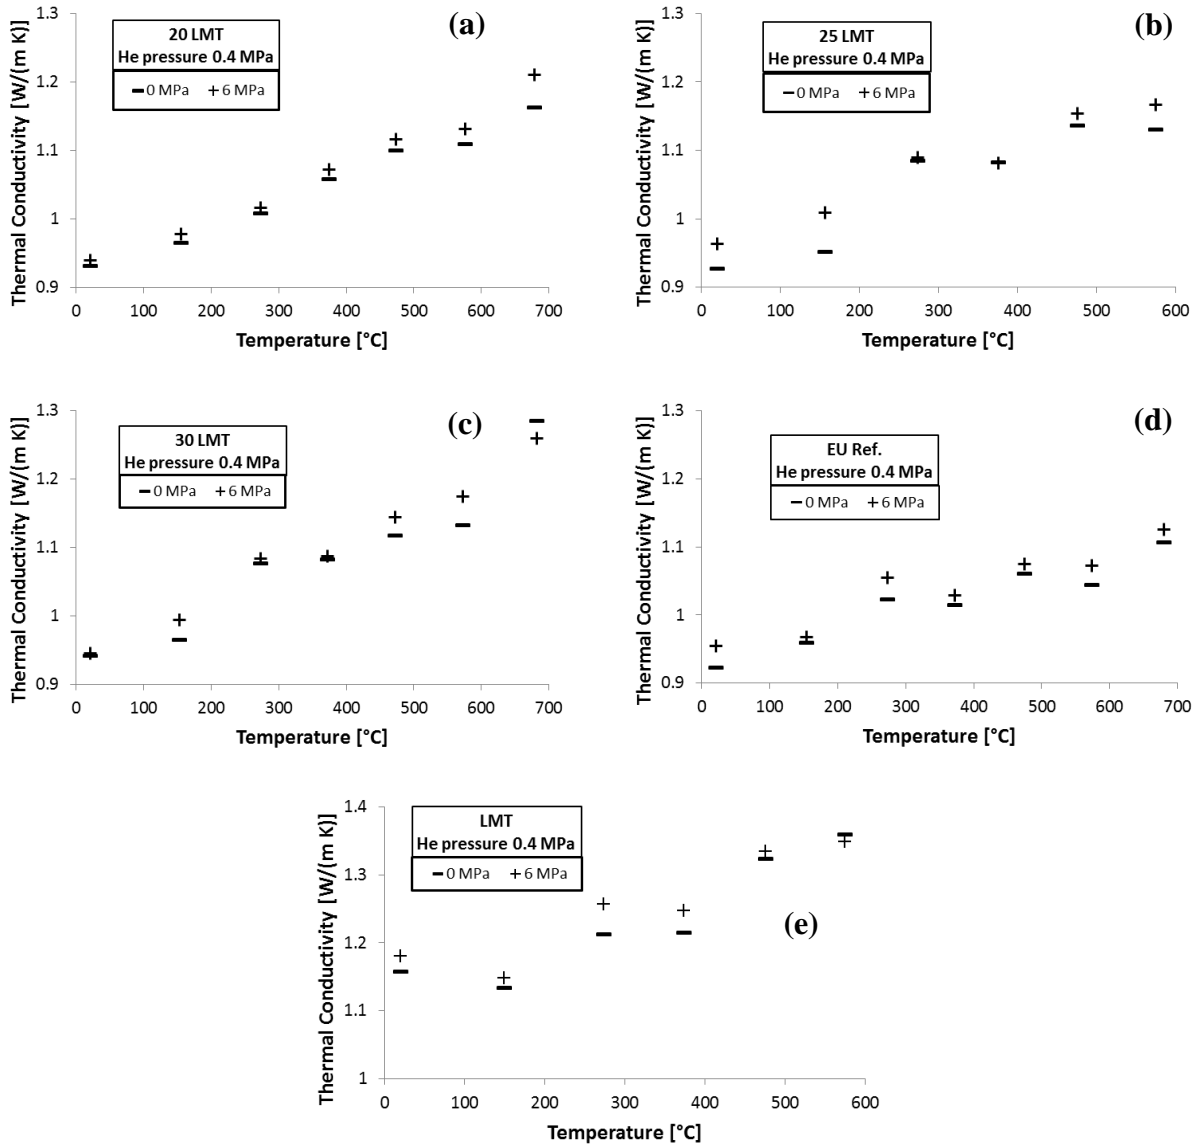 (a)
20 LMT
He pressure 0.4 MPa
0 MPa 6 MPa
Thermal Conductivity [W/(m K)]
1.3
1.2
1.1
1
0.9
0 100 200 300 400 500 600 700
Temperature [°C]
(b)
25 LMT
He pressure 0.4 MPa
0 MPa 6 MPa
Thermal Conductivity [W/(m K)]
1.3
1.2
1.1
1
0.9
0 100 200 300 400 500 600
Temperature [°C]
(c)
30 LMT
He pressure 0.4 MPa
0 MPa 6 MPa
Thermal Conductivity [W/(m K)]
1.3
1.2
1.1
1
0.9
0 100 200 300 400 500 600 700
Temperature [°C]
(d)
EU Ref.
He pressure 0.4 MPa
0 MPa 6 MPa
Thermal Conductivity [W/(m K)]
1.3
1.2
1.1
1
0.9
0 100 200 300 400 500 600 700
Temperature [°C]
LMT
He pressure 0.4 MPa
0 MPa 6 MPa
(e)
Thermal Conductivity [W/(m K)]
1.4
1.3
1.2
1.1
1
0 100 200 300 400 500 600
Temperature [°C]